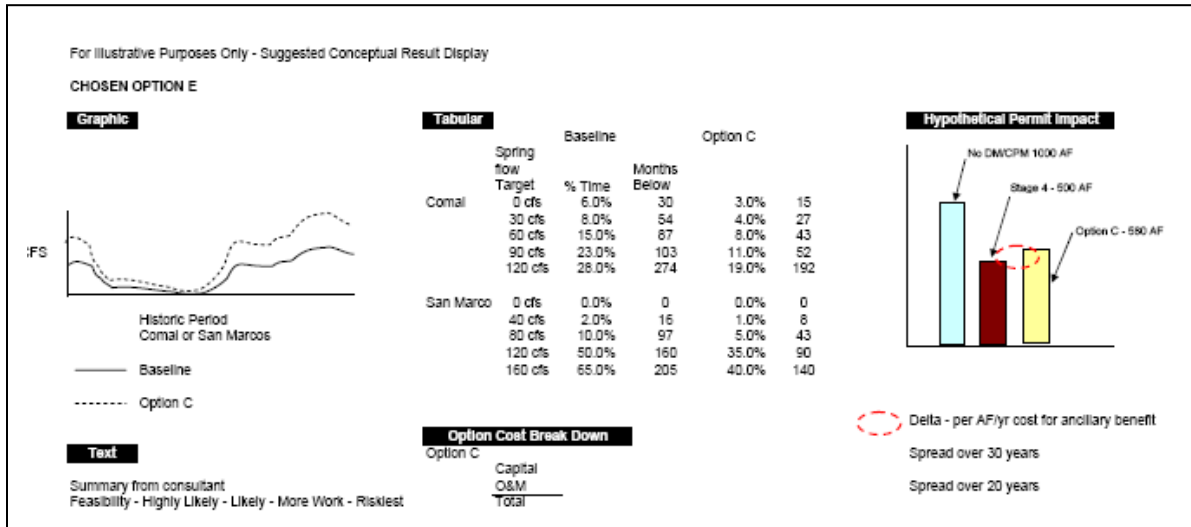 For Illustrative Purposes Only - Suggested Conceptual Result Display
CHOSEN OPTION E
Graphic
:FS
Historic Period
Comal or San Marcos
Baseline
Option C
Text
Summary from consultant
Feasibility - Highly Likely - Likely - More Work - Riskiest
Tabular
Baseline Option C
Spring
flow Months
Target % Time Below
Comal 0 cfs 6.0% 30 3.0% 15
30 cfs 8.0% 54 4.0% 27
60 cfs 15.0% 87 8.0% 43
90 cfs 23.0% 103 11.0% 52
120 cfs 28.0% 274 19.0% 192
San Marco 0 cfs 0.0% 0 0.0% 0
40 cfs 2.0% 16 1.0% 8
80 cfs 10.0% 97 5.0% 43
120 cfs 50.0% 160 35.0% 90
160 cfs 65.0% 205 40.0% 140
Option Cost Break Down
Option C
Capital
O&M
Total
Hypothetical Permit Impact
No DM/CPM 1000 AF
Stage 4 - 500 AF
Option C - 560 AF
Delta - per AF/yr cost for ancillary benefit
Spread over 30 years
Spread over 20 years